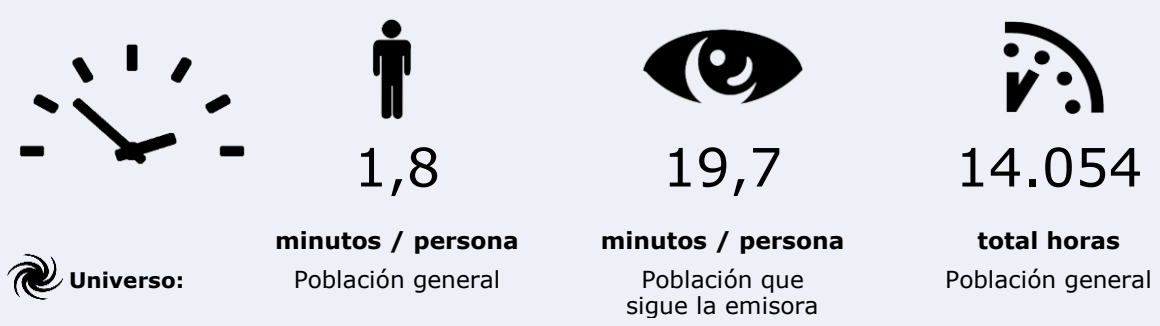 1,8
19,7
14.054
minutos / persona
minutos / persona
total horas
Universo:
Población general
Población que
sigue la emisora
Población general